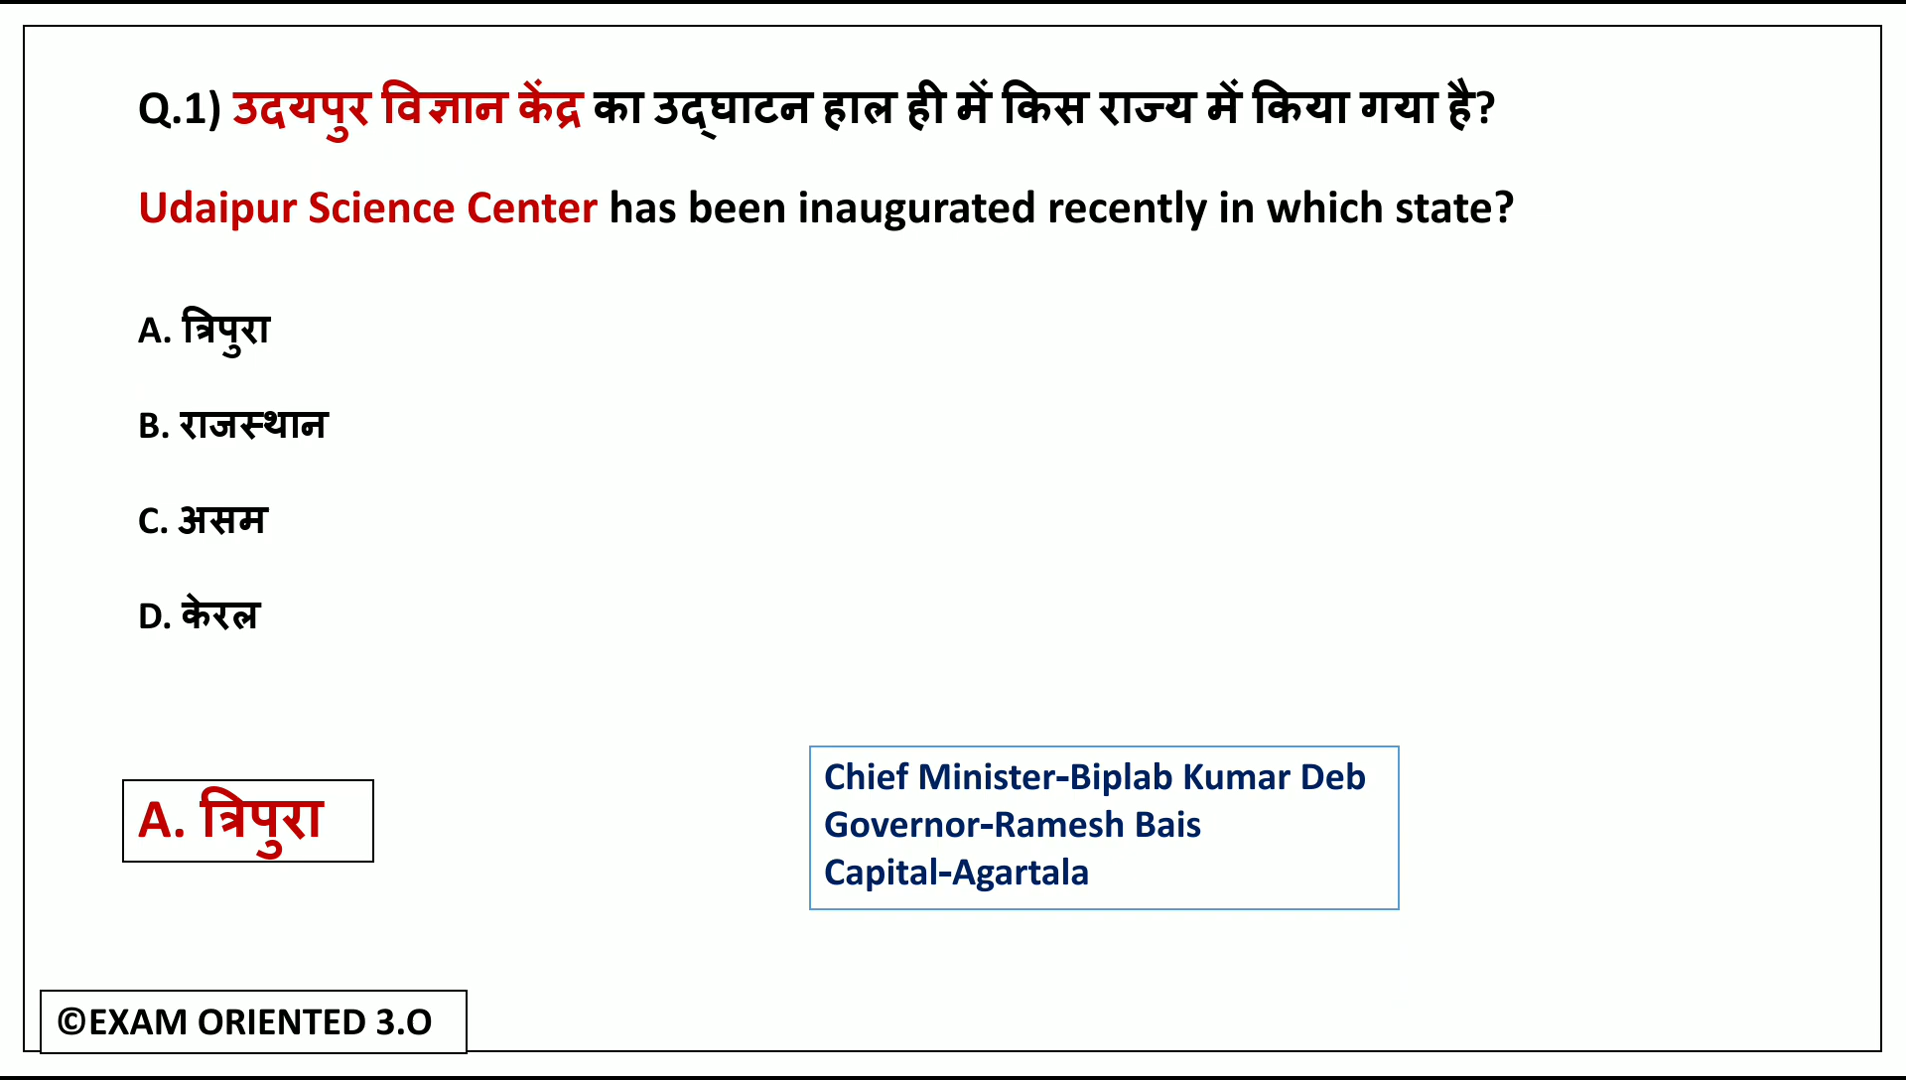 Q.1) उदयपुर विज्ञान केंद्र का उद्घाटन हाल ही में किस राज्य में किया गया है?
Udaipur Science Center has been inaugurated recently in which state?
A. त्रिपुरा
B. राजस्थान
C. असम
D. केरल
A. त्रिपुरा
Chief Minister-Biplab Kumar Deb
Governor-Ramesh Bais
Capital-Agartala
©EXAM ORIENTED 3.O